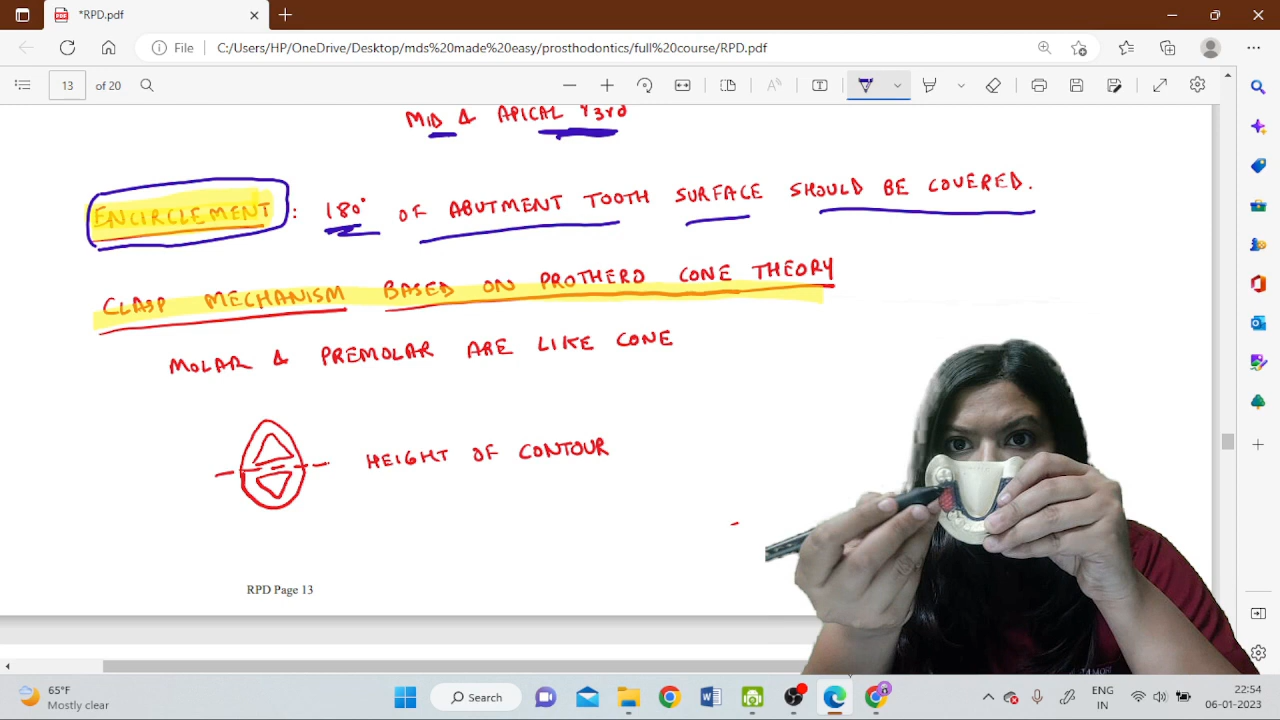 *RPD.pdf
File C:/Users/HP/OneDrive/Desktop/mds%20made%20easy/prosthodontics/full%20course/RPD.pdf
13 of 20
MID & APICAL 1/3rd
ENCIRCLEMENT : 180° OF ABUTMENT TOOTH SURFACE SHOULD BE COVERED.
CLASP MECHANISM BASED ON PROTHERO CONE THEORY
MOLAR & PREMOLAR ARE LIKE CONE
HEIGHT OF CONTOUR
RPD Page 13
65°F
Mostly clear
Search
ENG
IN
22:54
06-01-2023